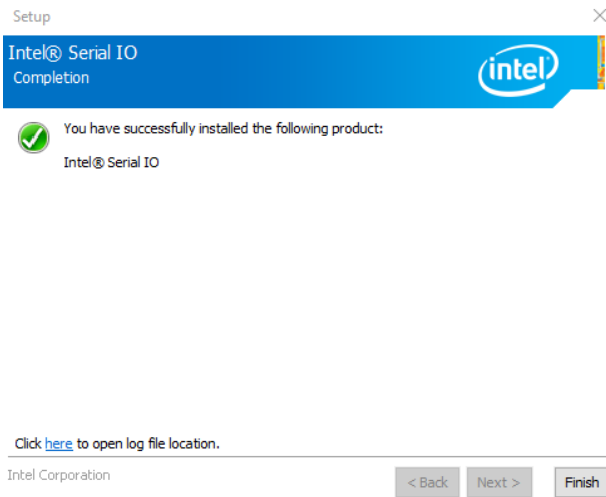 Setup
Intel® Serial IO
Completion
intel
You have successfully installed the following product:
Intel® Serial IO
Click here to open log file location.
Intel Corporation
< Back
Next >
Finish